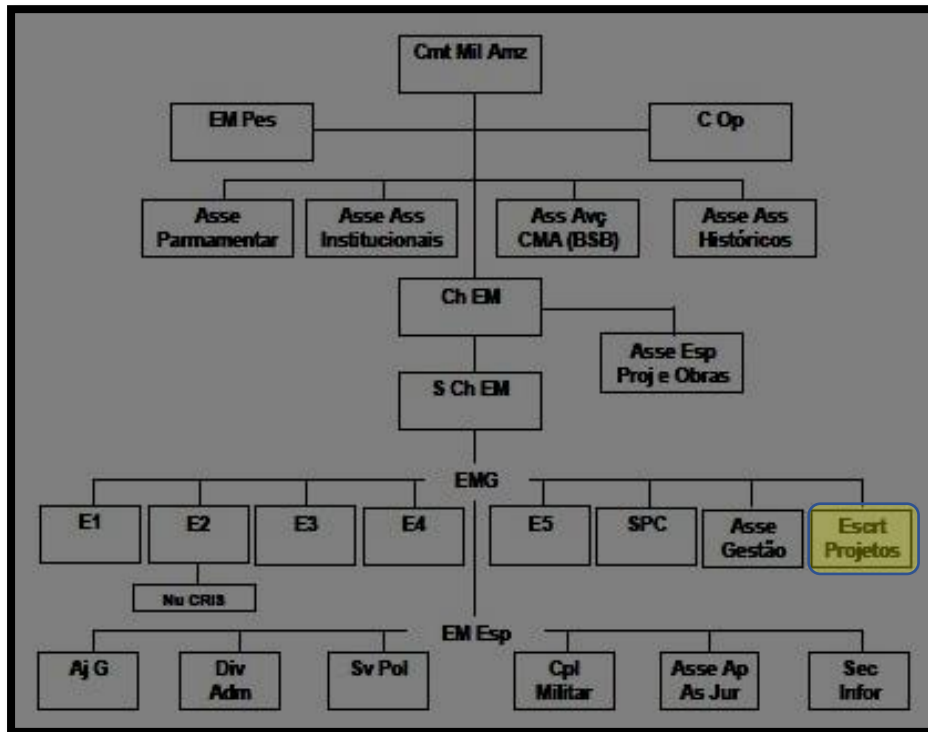 Cmt Mil Amz
EM Pes
C Op
Asse
Parmamentar
Asse Ass
Institucionais
Ass Avç
CMA (BSB)
Asse Ass
Históricos
Ch EM
Asse Esp
Proj e Obras
S Ch EM
EMG
E1
E2
E3
E4
E5
SPC
Asse
Gestão
Escrt
Projetos
Nu CRIS
EM Esp
Aj G
Div
Adm
Sv Pol
Cpl
Militar
Asse Ap
As Jur
Sec
Infor